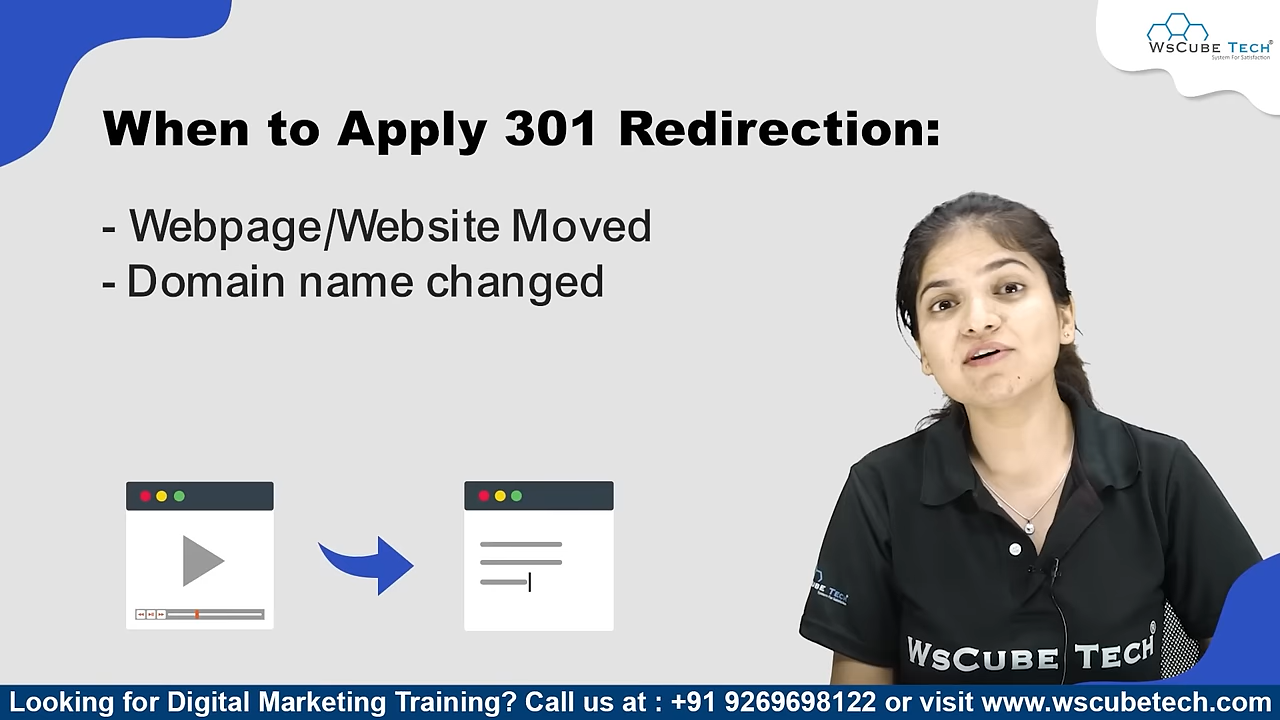 WsCube Tech®
System For Satisfaction
When to Apply 301 Redirection:
- Webpage/Website Moved
- Domain name changed
WsCube Tech®
Looking for Digital Marketing Training? Call us at : +91 9269698122 or visit www.wscubetech.com